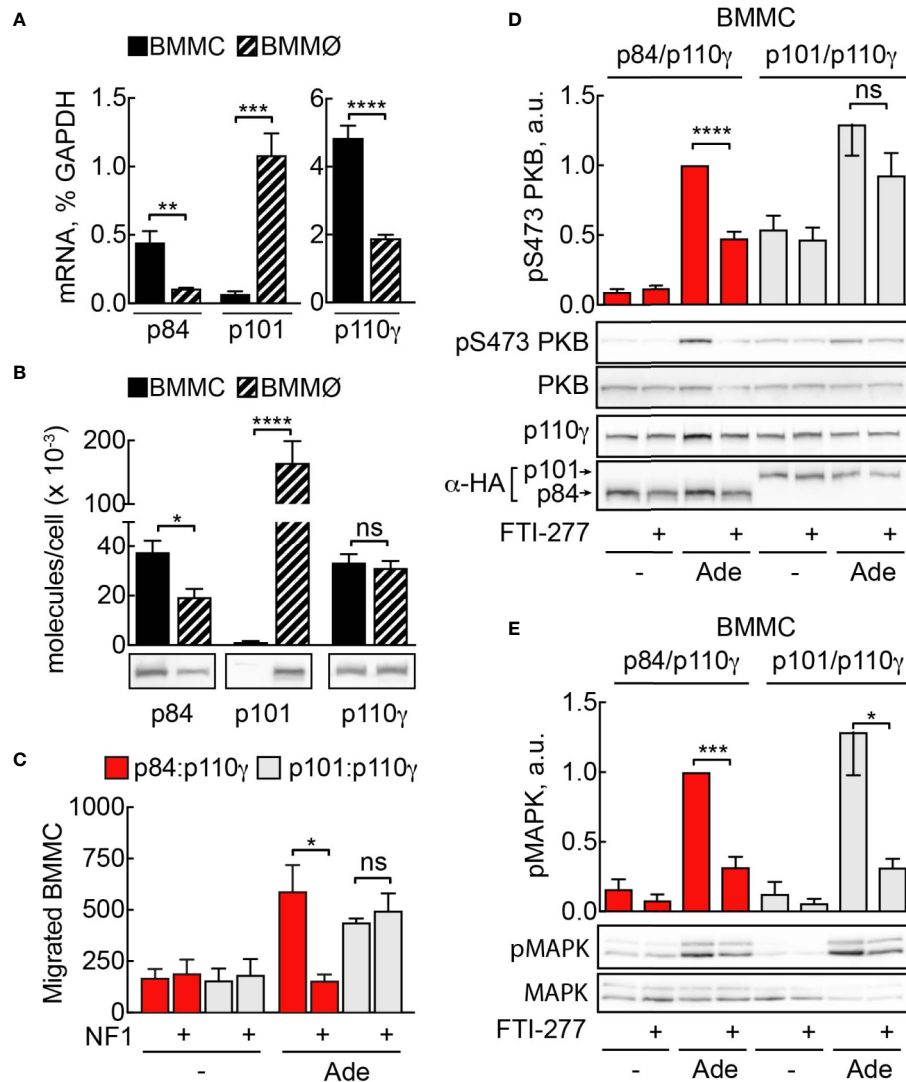 A
BMMC BMMØ
mRNA, % GAPDH
1.5
1.0
0.5
0.0
** ***
6
4
2
0
****
p84 p101 p110γ
B
BMMC BMMØ
molecules/cell (x 10⁻³)
200
100
60
40
20
0
* **** ns
p84 p101 p110γ
C
p84:p110γ p101:p110γ
Migrated BMMC
1000
750
500
250
0
* ns
NF1 + + + +
- Ade
D
BMMC
p84/p110γ p101/p110γ
pS473 PKB, a.u.
1.5
1.0
0.5
0.0
**** ns
pS473 PKB
PKB
p110γ
α-HA [ p101→
p84→
FTI-277 + + + +
- Ade - Ade
E
BMMC
p84/p110γ p101/p110γ
pMAPK, a.u.
1.5
1.0
0.5
0.0
*** *
pMAPK
MAPK
FTI-277 + + + +
- Ade - Ade